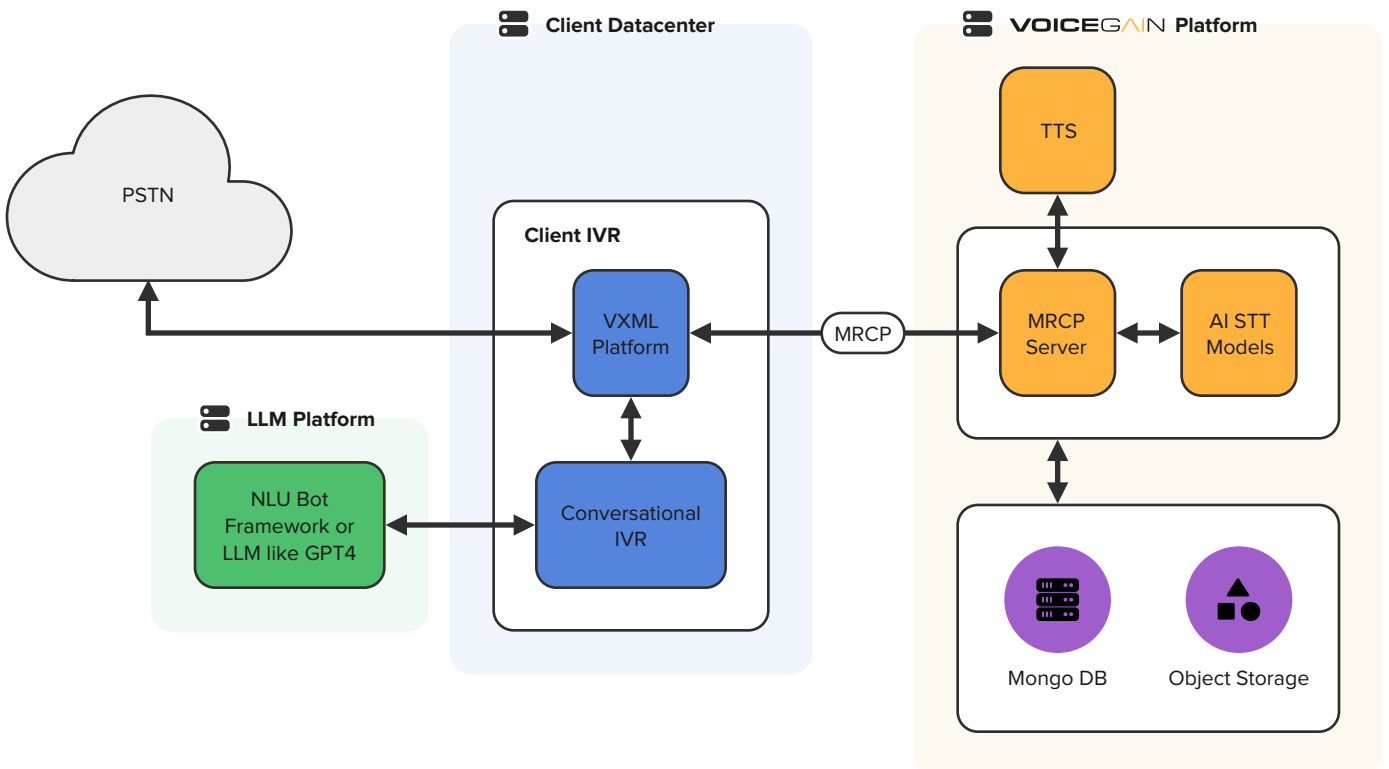 Client Datacenter
VOICEGAIN Platform
TTS
PSTN
Client IVR
VXML
Platform
MRCP
MRCP
Server
AI STT
Models
LLM Platform
NLU Bot
Framework or
LLM like GPT4
Conversational
IVR
Mongo DB
Object Storage